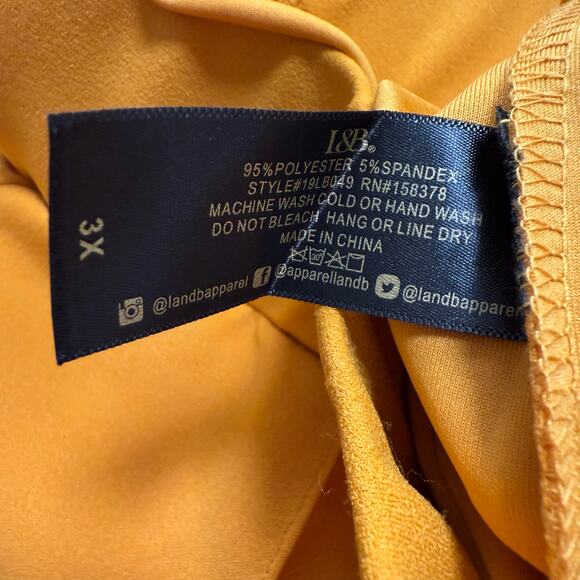 I&B®
95%POLYESTER 5%SPANDEX
STYLE#19LB049 RN#158378
MACHINE WASH COLD OR HAND WASH
DO NOT BLEACH HANG OR LINE DRY
MADE IN CHINA
30°
@landbapparel @apparellandb @landbapparel
3X